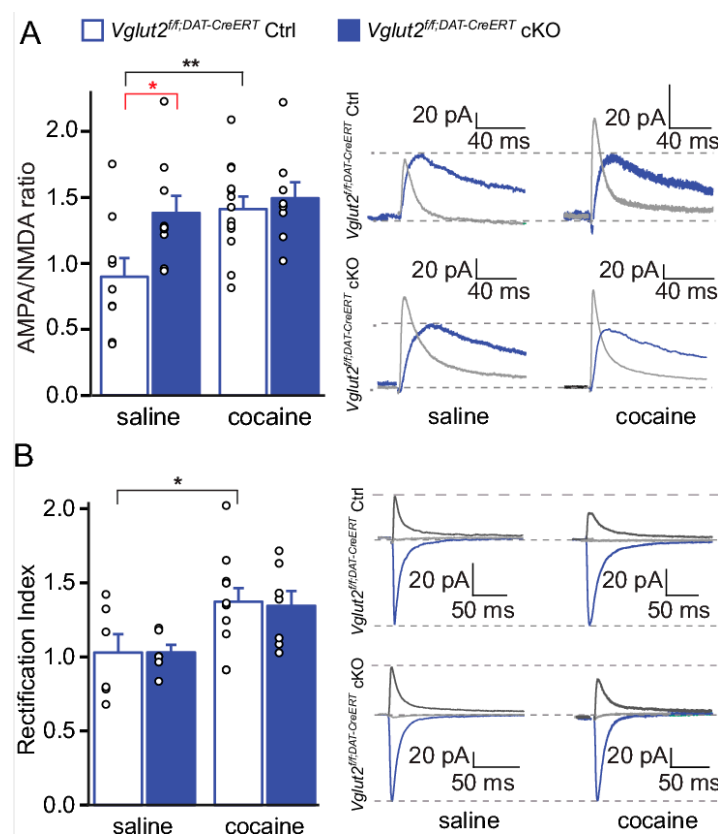 A
Vglut2f/f;DAT-CreERT Ctrl
Vglut2f/f;DAT-CreERT cKO
**
*
AMPA/NMDA ratio
2.0
1.5
1.0
0.5
0.0
saline
cocaine
Vglut2f/f;DAT-CreERT Ctrl
20 pA
40 ms
20 pA
40 ms
Vglut2f/f;DAT-CreERT cKO
20 pA
40 ms
20 pA
40 ms
saline
cocaine
B
*
Rectification Index
2.0
1.5
1.0
0.5
0.0
saline
cocaine
Vglut2f/f;DAT-CreERT Ctrl
20 pA
50 ms
20 pA
50 ms
Vglut2f/f;DAT-CreERT cKO
20 pA
50 ms
20 pA
50 ms
saline
cocaine